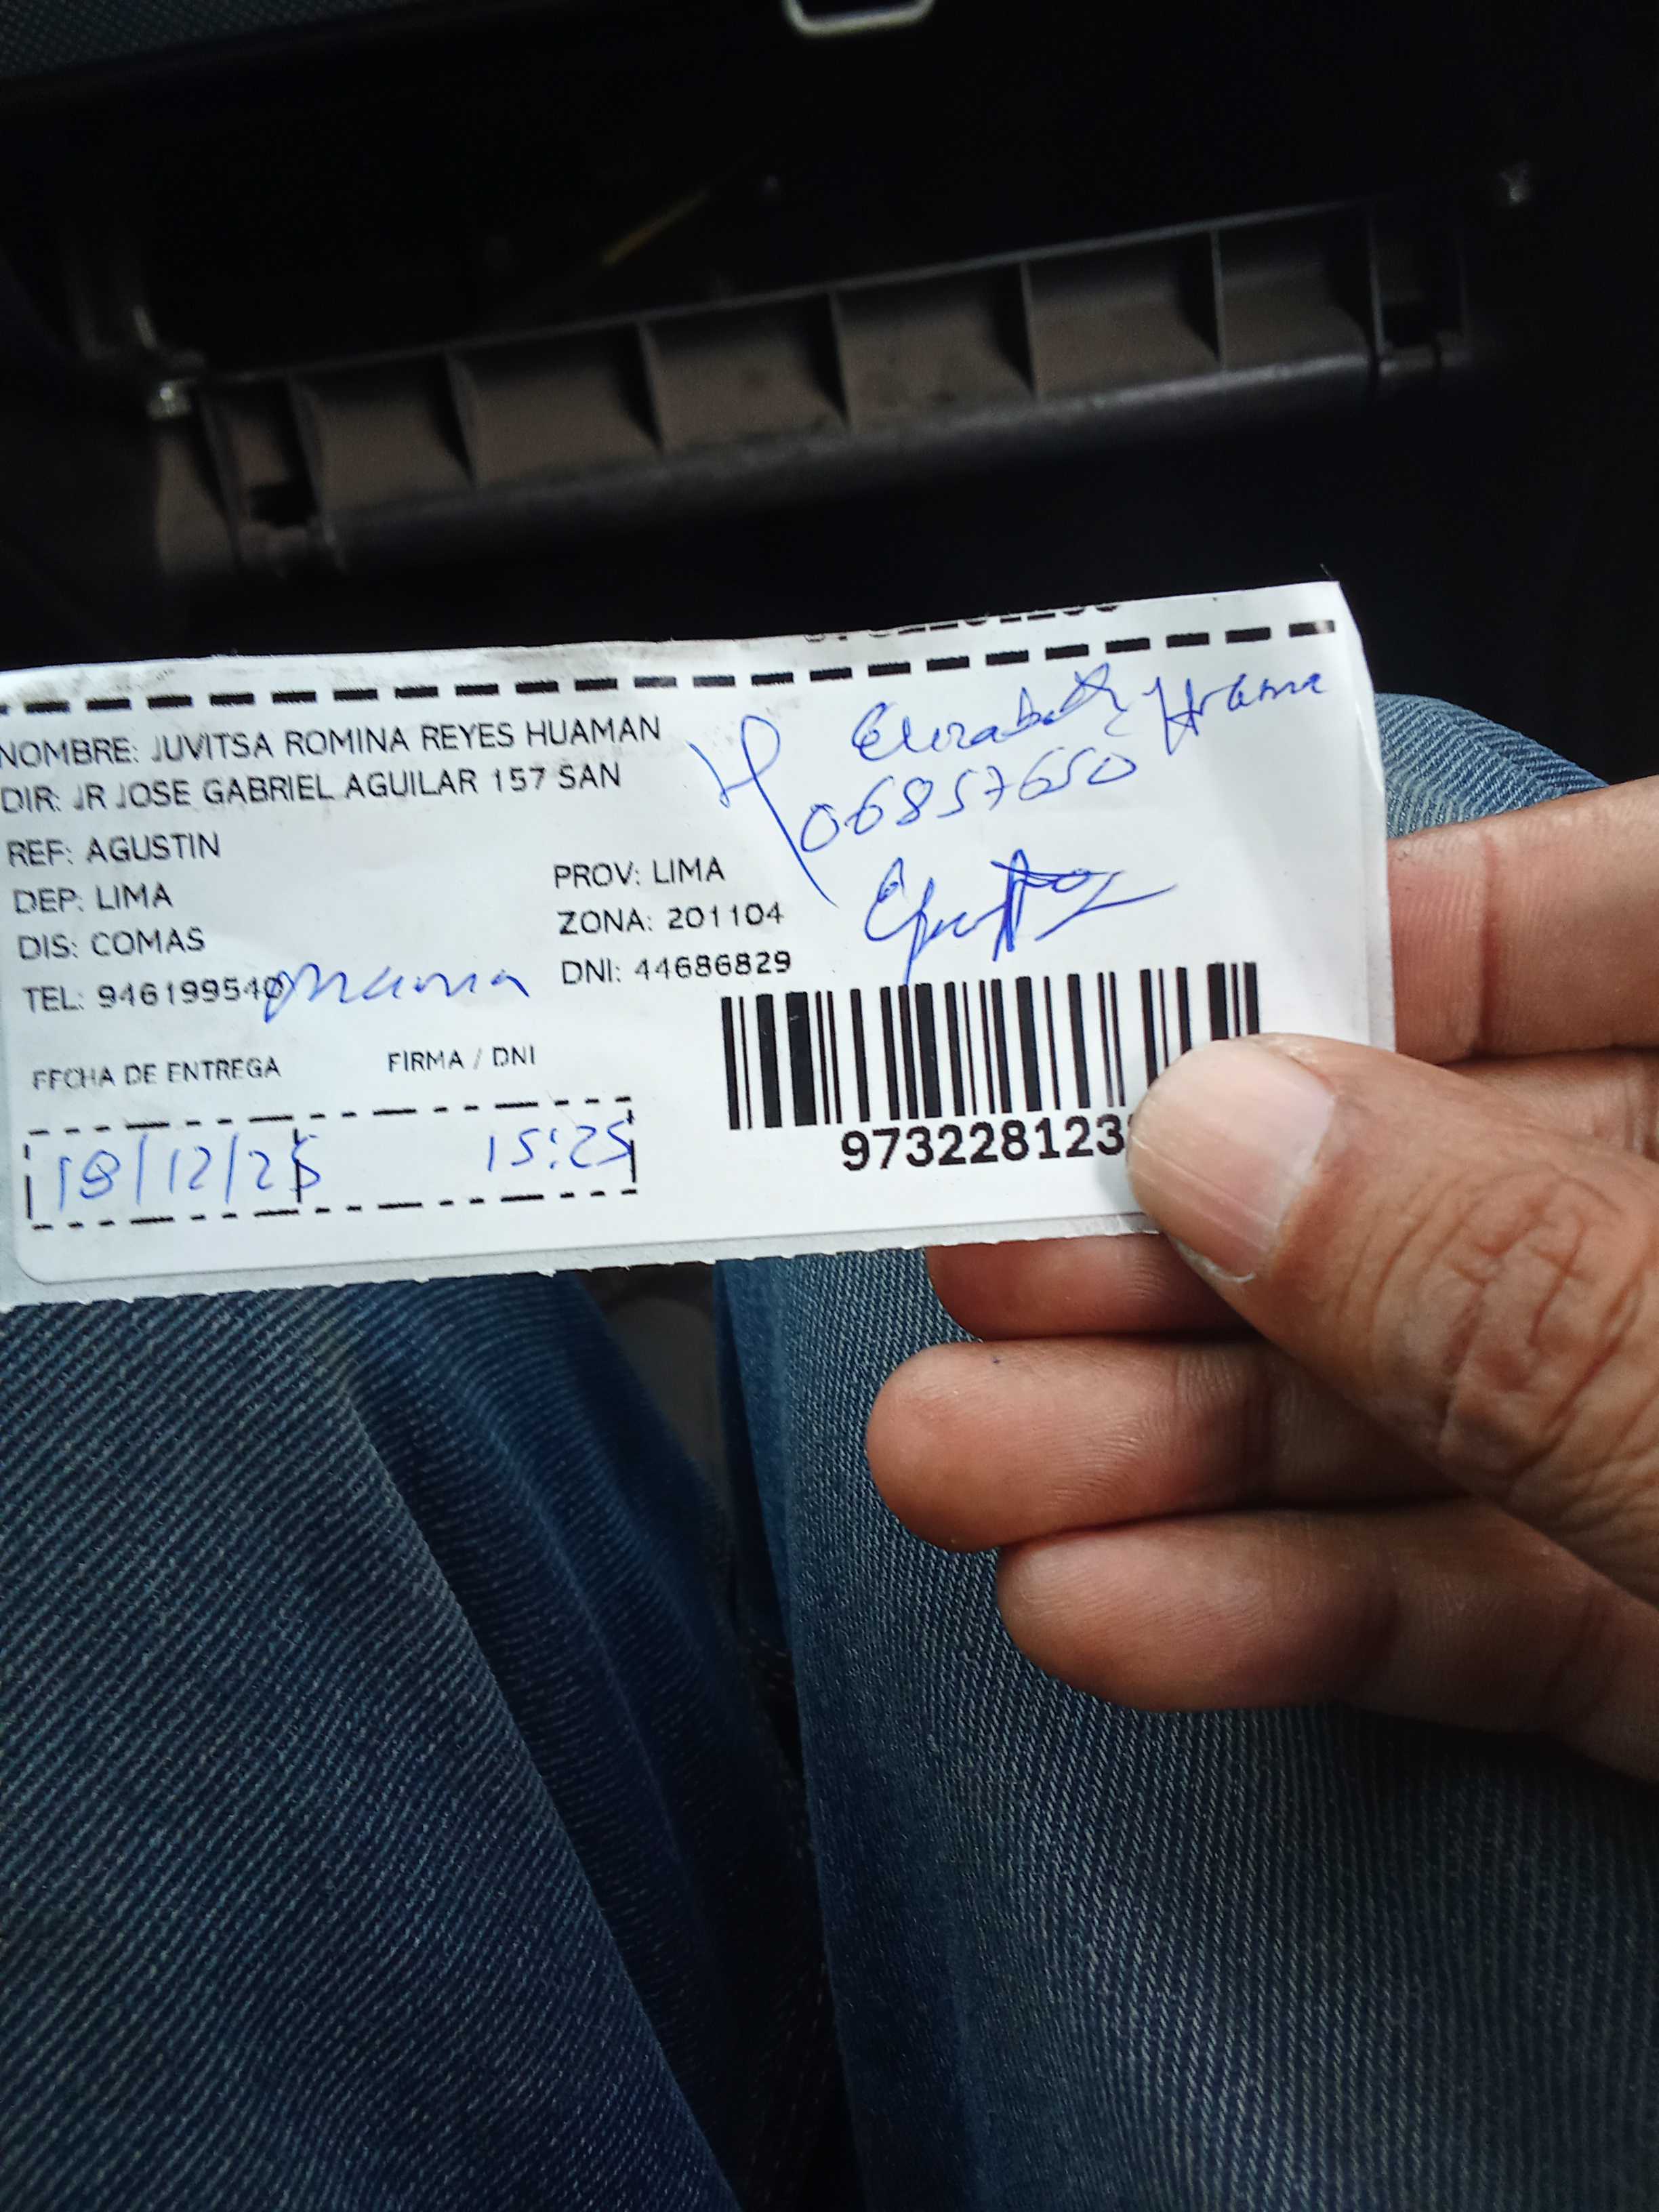 NOMBRE: JUVITSA ROMINA REYES HUAMAN
DIR: JR JOSE GABRIEL AGUILAR 157 SAN
REF: AGUSTIN
DEP: LIMA
PROV: LIMA
DIS: COMAS
ZONA: 201104
TEL: 946199540 mama
DNI: 44686829
Elizabeth
06857650
FECHA DE ENTREGA
FIRMA / DNI
18/12/25 15:25
973228123